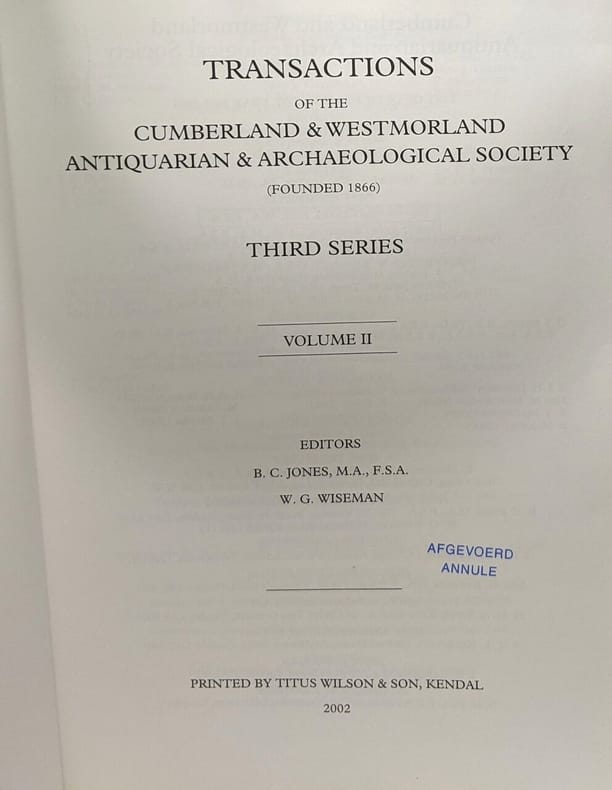 TRANSACTIONS
OF THE
CUMBERLAND & WESTMORLAND
ANTIQUARIAN & ARCHAEOLOGICAL SOCIETY
(FOUNDED 1866)
THIRD SERIES
VOLUME II
EDITORS
B. C. JONES, M.A., F.S.A.
W. G. WISEMAN
AFGEVOERD
ANNULE
PRINTED BY TITUS WILSON & SON, KENDAL
2002